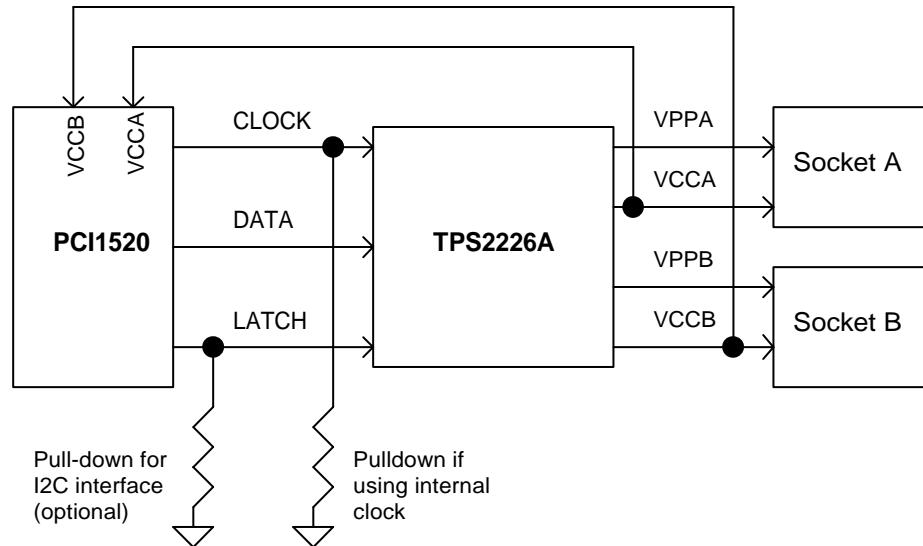 VCCB
VCCA
CLOCK
DATA
LATCH
PCI1520
TPS2226A
VPPA
VCCA
VPPB
VCCB
Socket A
Socket B
Pull-down for
I2C interface
(optional)
Pulldown if
using internal
clock